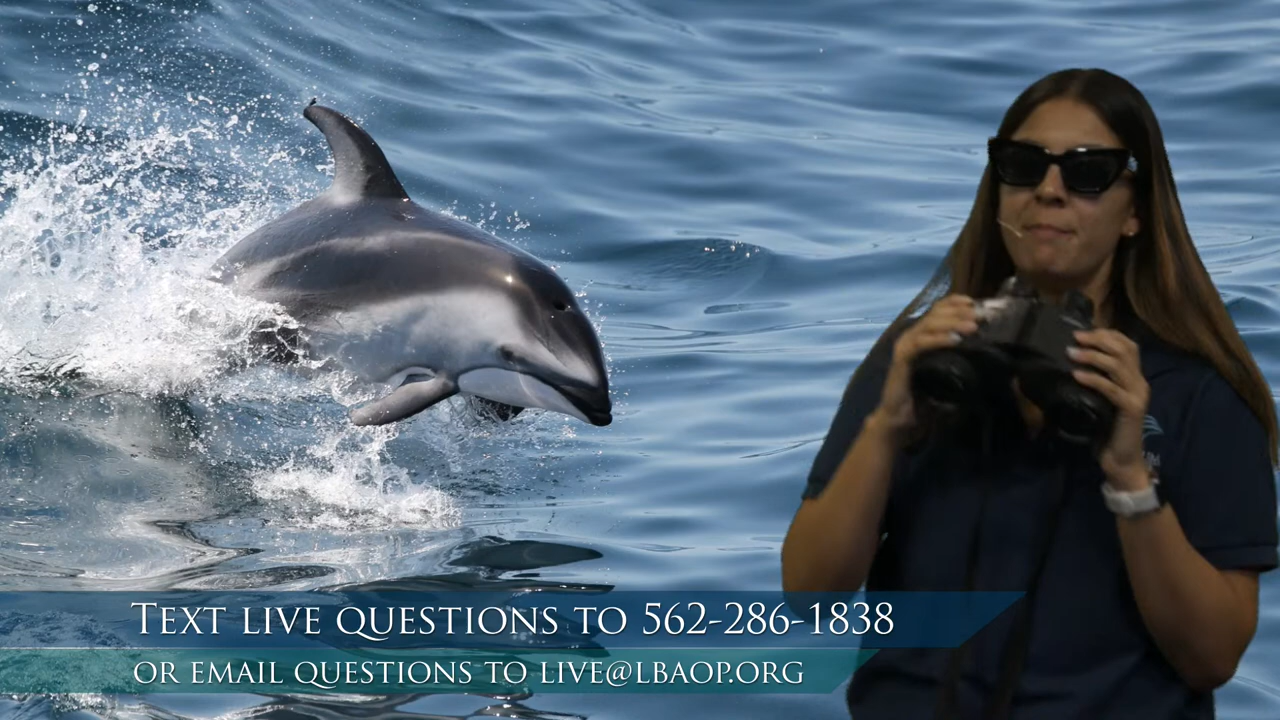 Text live questions to 562-286-1838
or email questions to live@lbaop.org